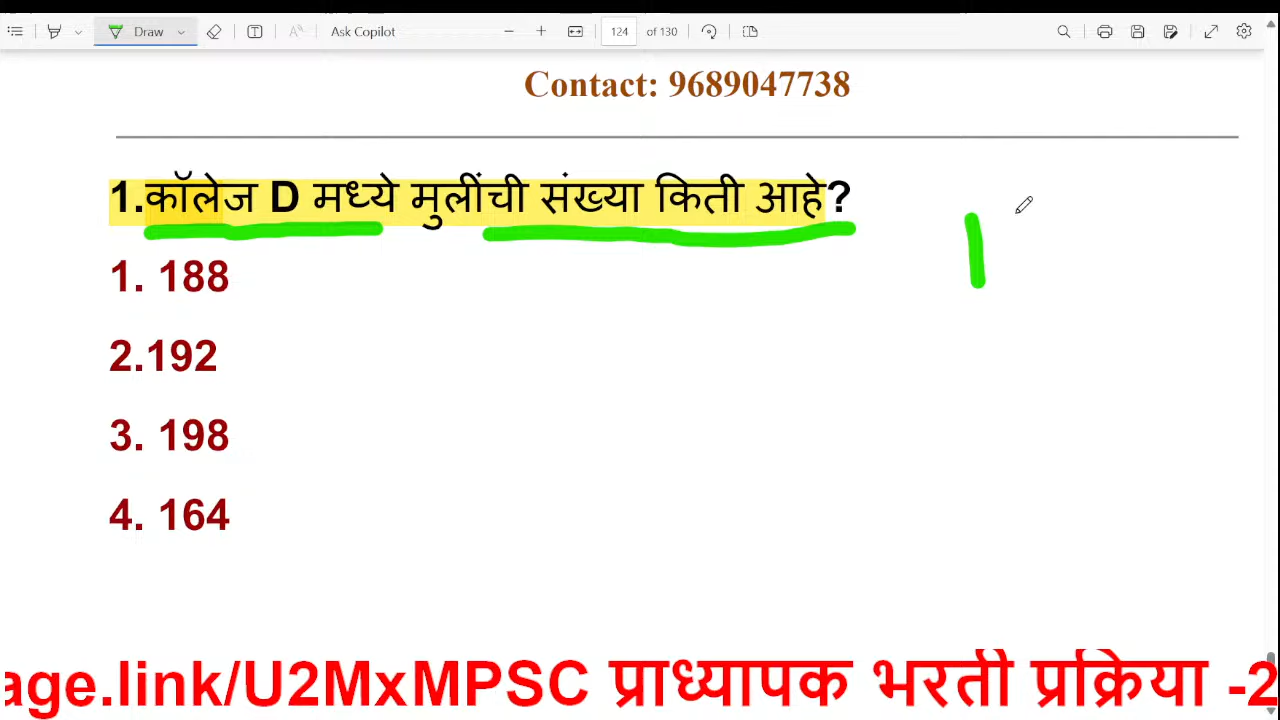 Draw Ask Copilot 124 of 130
Contact: 9689047738
1.कॉलेज D मध्ये मुलींची संख्या किती आहे?
1. 188
2.192
3. 198
4. 164
age.link/U2MxMPSC प्राध्यापक भरती प्रक्रिया -2